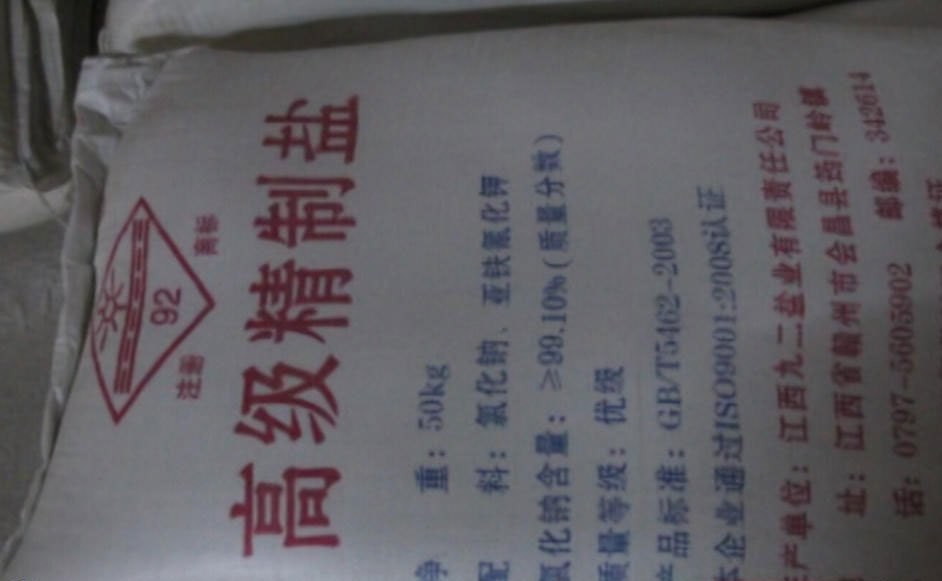 92
注册 商标
高级精制盐
净 重：50kg
配 料：氯化钠、亚铁氰化钾
氯化钠含量：≥99.10%(质量分数)
质量等级：优级
产品标准：GB/T5462-2003
本企业通过ISO9001:2008认证
生产单位：江西九二盐业有限责任公司
址：江西省赣州市会昌县筠门岭镇
话：0797-5605902 邮编：342614